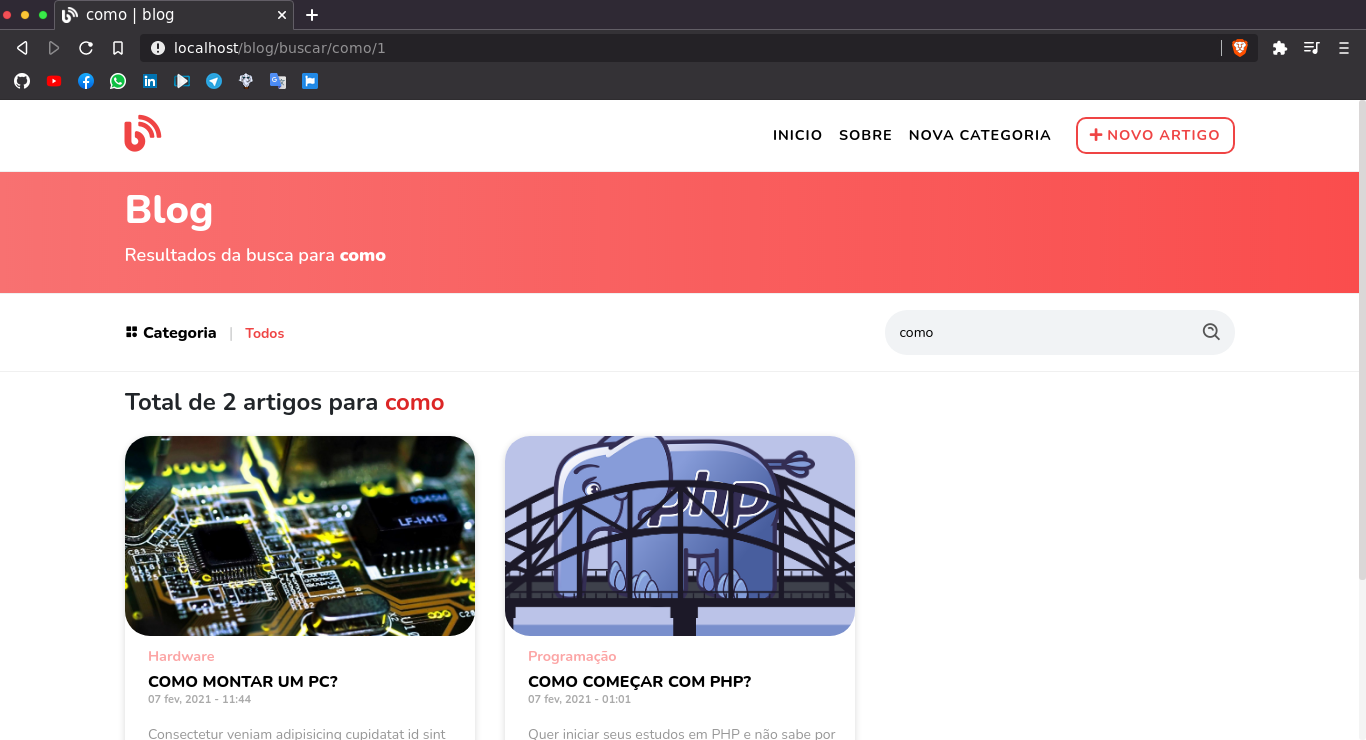 como | blog
localhost/blog/buscar/como/1
INICIO SOBRE NOVA CATEGORIA + NOVO ARTIGO
Blog
Resultados da busca para como
Categoria | Todos
como
Total de 2 artigos para como
0345M
LF-H41S
php
Hardware
COMO MONTAR UM PC?
07 fev, 2021 - 11:44
Consectetur veniam adipisicing cupidatat id sint
Programação
COMO COMEÇAR COM PHP?
07 fev, 2021 - 01:01
Quer iniciar seus estudos em PHP e não sabe por